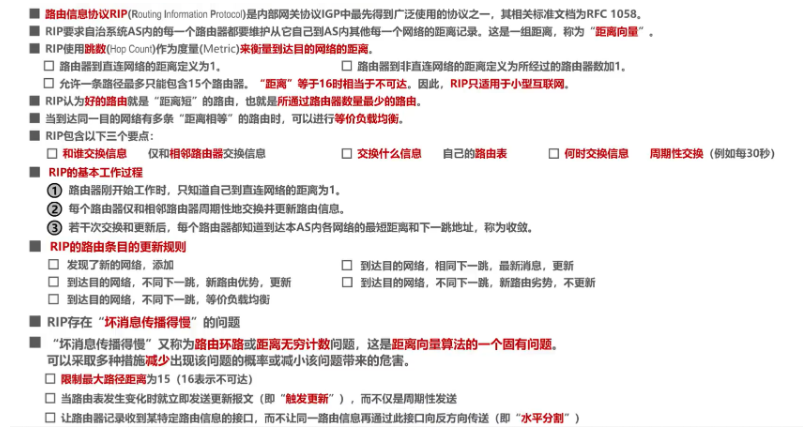 路由信息协议RIP(Routing Information Protocol)是内部网关协议IGP中最先得到广泛使用的协议之一，其相关标准文档为RFC 1058。
RIP要求自治系统AS内的每一个路由器都要维护从它自己到AS内其他每一个网络的距离记录。这是一组距离，称为“距离向量”。
RIP使用跳数(Hop Count)作为度量(Metric)来衡量到达目的网络的距离。
路由器到直连网络的距离定义为1。 路由器到非直连网络的距离定义为所经过的路由器数加1。
允许一条路径最多只能包含15个路由器。“距离”等于16时相当于不可达。因此，RIP只适用于小型互联网。
RIP认为好的路由就是“距离短”的路由，也就是所通过路由器数量最少的路由。
当到达同一目的网络有多条“距离相等”的路由时，可以进行等价负载均衡。
RIP包含以下三个要点：
和谁交换信息 仅和相邻路由器交换信息 交换什么信息 自己的路由表 何时交换信息 周期性交换（例如每30秒）
RIP的基本工作过程
① 路由器刚开始工作时，只知道自己到直连网络的距离为1。
② 每个路由器仅和相邻路由器周期性地交换并更新路由信息。
③ 若干次交换和更新后，每个路由器都知道到达本AS内各网络的最短距离和下一跳地址，称为收敛。
RIP的路由条目的更新规则
发现了新的网络，添加 到达目的网络，相同下一跳，最新消息，更新
到达目的网络，不同下一跳，新路由优势，更新 到达目的网络，不同下一跳，新路由劣势，不更新
到达目的网络，不同下一跳，等价负载均衡
RIP存在“坏消息传播得慢”的问题
“坏消息传播得慢”又称为路由环路或距离无穷计数问题，这是距离向量算法的一个固有问题。
可以采取多种措施减少出现该问题的概率或减小该问题带来的危害。
限制最大路径距离为15（16表示不可达）
当路由表发生变化时就立即发送更新报文（即“触发更新”），而不仅是周期性发送
让路由器记录收到某特定路由信息的接口，而不让同一路由信息再通过此接口向反方向传送（即“水平分割”）